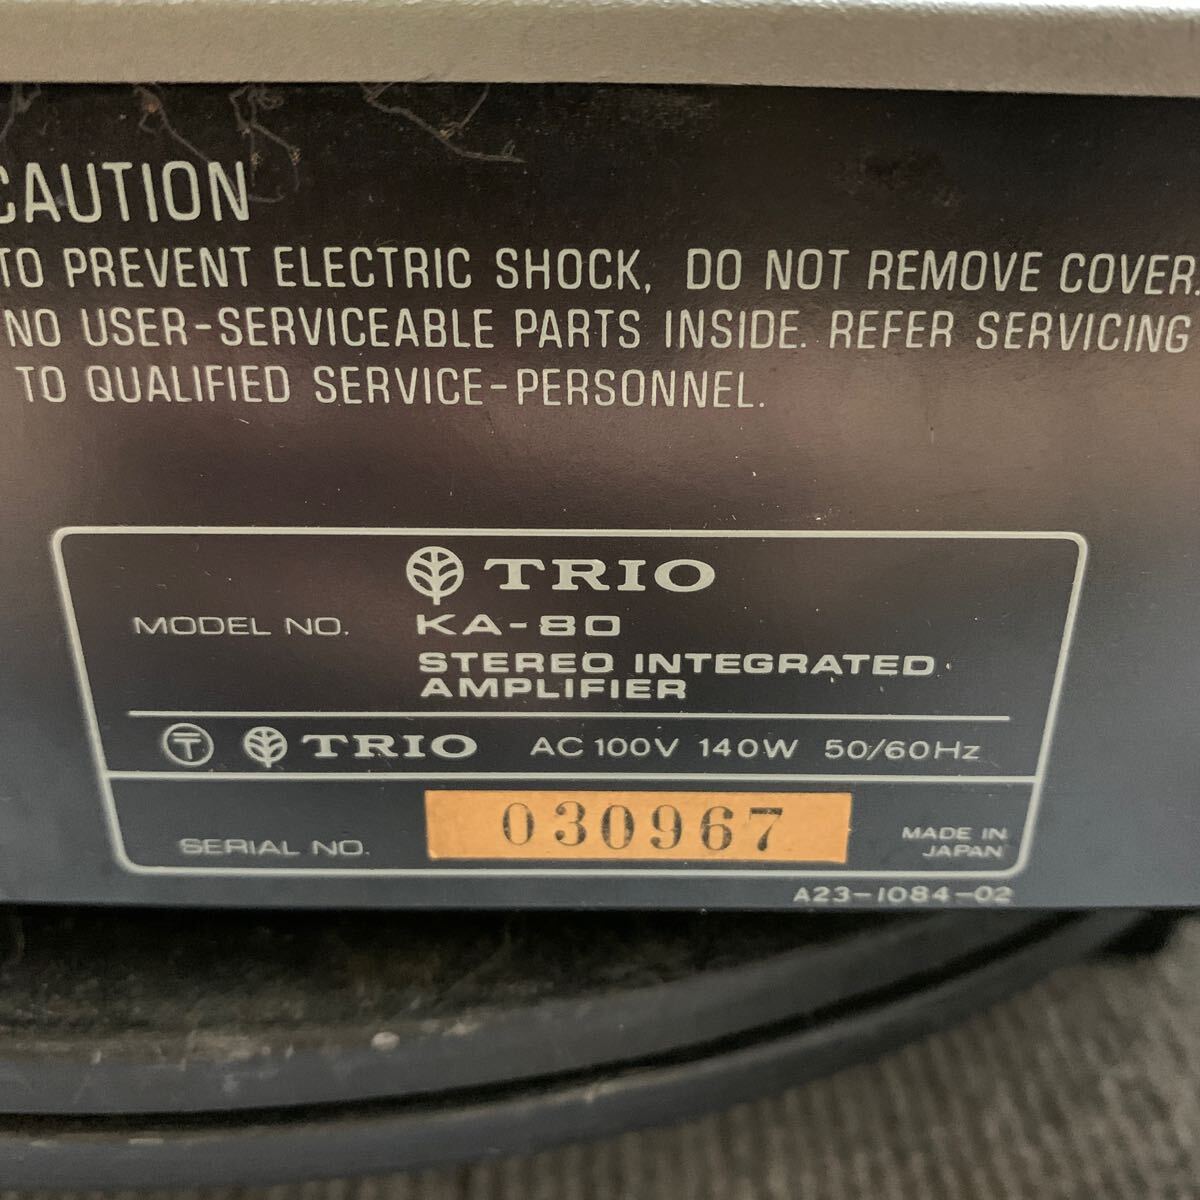 CAUTION
TO PREVENT ELECTRIC SHOCK, DO NOT REMOVE COVER.
NO USER-SERVICEABLE PARTS INSIDE. REFER SERVICING
TO QUALIFIED SERVICE-PERSONNEL.
TRIO
MODEL NO. KA-80
STEREO INTEGRATED
AMPLIFIER
〒 TRIO AC 100V 140W 50/60Hz
SERIAL NO. 030967 MADE IN
JAPAN
A23-1084-02